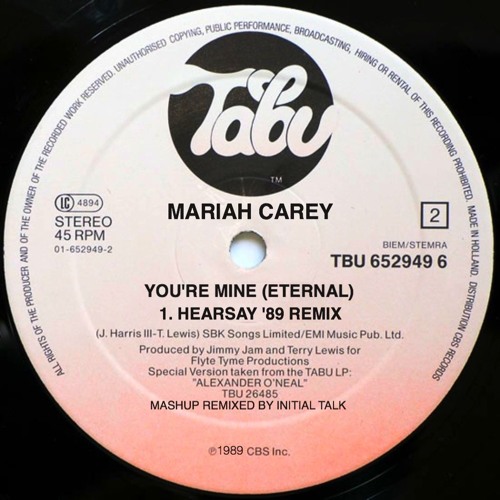 ALL RIGHTS OF THE PRODUCER AND OF THE OWNER OF THE RECORDED WORK RESERVED. UNAUTHORISED COPYING, PUBLIC PERFORMANCE, BROADCASTING, HIRING OR RENTAL OF THIS RECORDING PROHIBITED. MADE IN HOLLAND. DISTRIBUTION CBS RECORDS
Tabu
TM
MARIAH CAREY
LC 4894
2
STEREO
45 RPM
01-652949-2
BIEM/STEMRA
TBU 652949 6
YOU'RE MINE (ETERNAL)
1. HEARSAY '89 REMIX
(J. Harris III-T. Lewis) SBK Songs Limited/EMI Music Pub. Ltd.
Produced by Jimmy Jam and Terry Lewis for
Flyte Tyme Productions
Special Version taken from the TABU LP:
"ALEXANDER O'NEAL"
TBU 26485
MASHUP REMIXED BY INITIAL TALK
℗1989 CBS Inc.